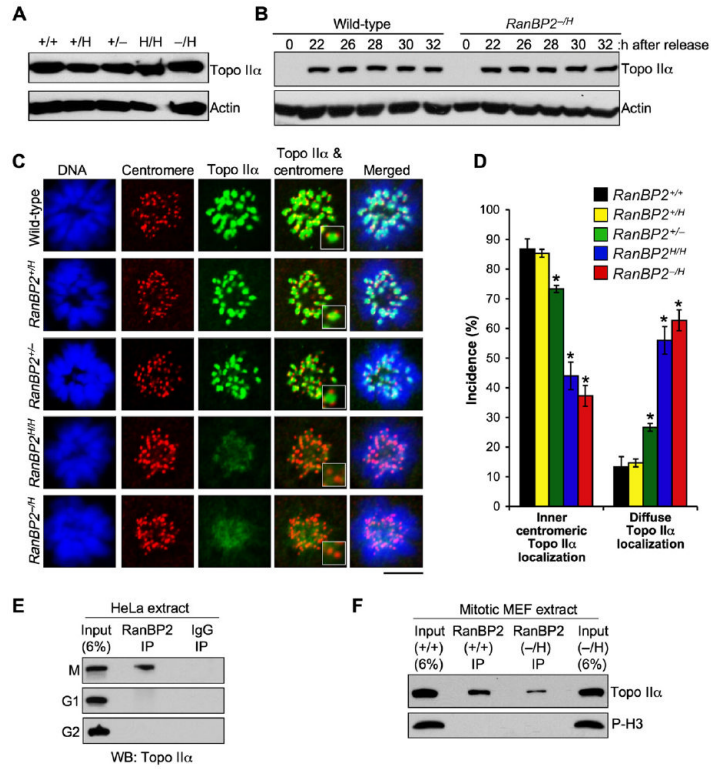 A
+/+ +/H +/– H/H –/H
Topo IIα
Actin
B
Wild-type RanBP2–/H
0 22 26 28 30 32 0 22 26 28 30 32 :h after release
Topo IIα
Actin
C
DNA Centromere Topo IIα Topo IIα & centromere Merged
Wild-type
RanBP2+/H
RanBP2+/–
RanBP2H/H
RanBP2–/H
D
RanBP2+/+
RanBP2+/H
RanBP2+/–
RanBP2H/H
RanBP2–/H
Incidence (%)
100
90
80
70
60
50
40
30
20
10
0
* * * * * *
Inner
centromeric
Topo IIα
localization
Diffuse
Topo IIα
localization
E
HeLa extract
Input RanBP2 IgG
(6%) IP IP
M
G1
G2
WB: Topo IIα
F
Mitotic MEF extract
Input RanBP2 RanBP2 Input
(+/+) (+/+) (–/H) (–/H)
(6%) IP IP (6%)
Topo IIα
P-H3